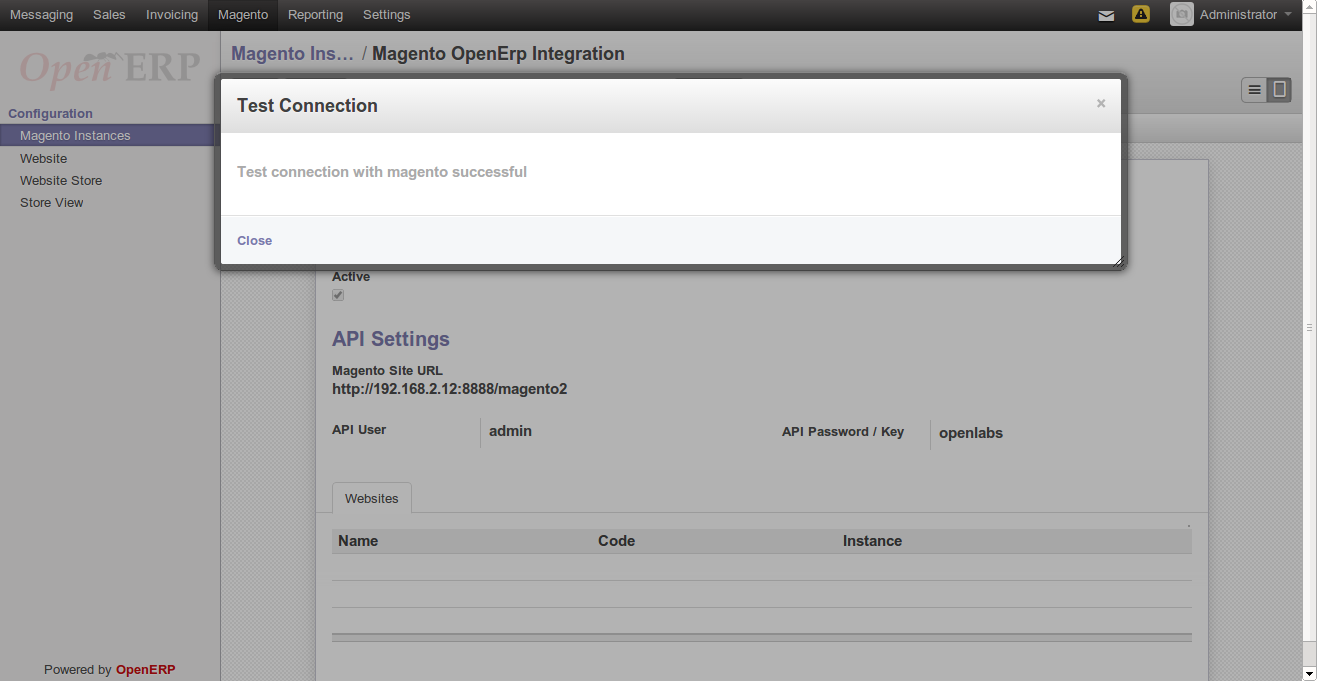 Messaging Sales Invoicing Magento Reporting Settings Administrator
Open ERP
Magento Ins... / Magento OpenErp Integration
Configuration
Magento Instances
Website
Website Store
Store View
Test Connection ×
Test connection with magento successful
Close
Active
API Settings
Magento Site URL
http://192.168.2.12:8888/magento2
API User admin API Password / Key openlabs
Websites
Name Code Instance
Powered by OpenERP